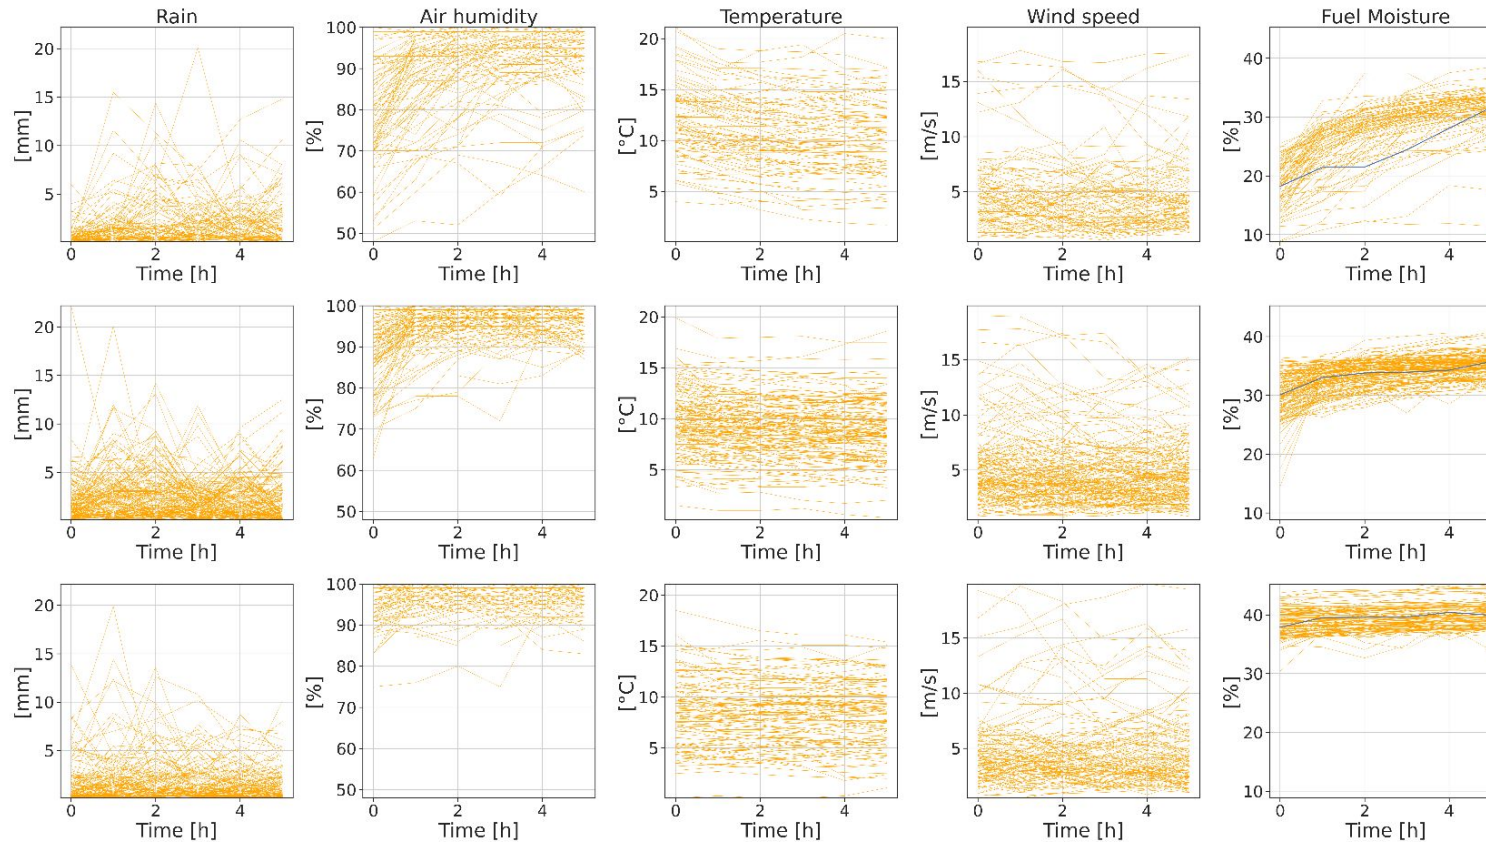 Rain Air humidity Temperature Wind speed Fuel Moisture
[mm] 20 15 10 5 0 2 4 Time [h]
[%] 100 90 80 70 60 50 0 2 4 Time [h]
[°C] 20 15 10 5 0 2 4 Time [h]
[m/s] 15 10 5 0 2 4 Time [h]
[%] 40 30 20 10 0 2 4 Time [h]
[mm] 20 15 10 5 0 2 4 Time [h]
[%] 100 90 80 70 60 50 0 2 4 Time [h]
[°C] 20 15 10 5 0 2 4 Time [h]
[m/s] 15 10 5 0 2 4 Time [h]
[%] 40 30 20 10 0 2 4 Time [h]
[mm] 20 15 10 5 0 2 4 Time [h]
[%] 100 90 80 70 60 50 0 2 4 Time [h]
[°C] 20 15 10 5 0 2 4 Time [h]
[m/s] 15 10 5 0 2 4 Time [h]
[%] 40 30 20 10 0 2 4 Time [h]